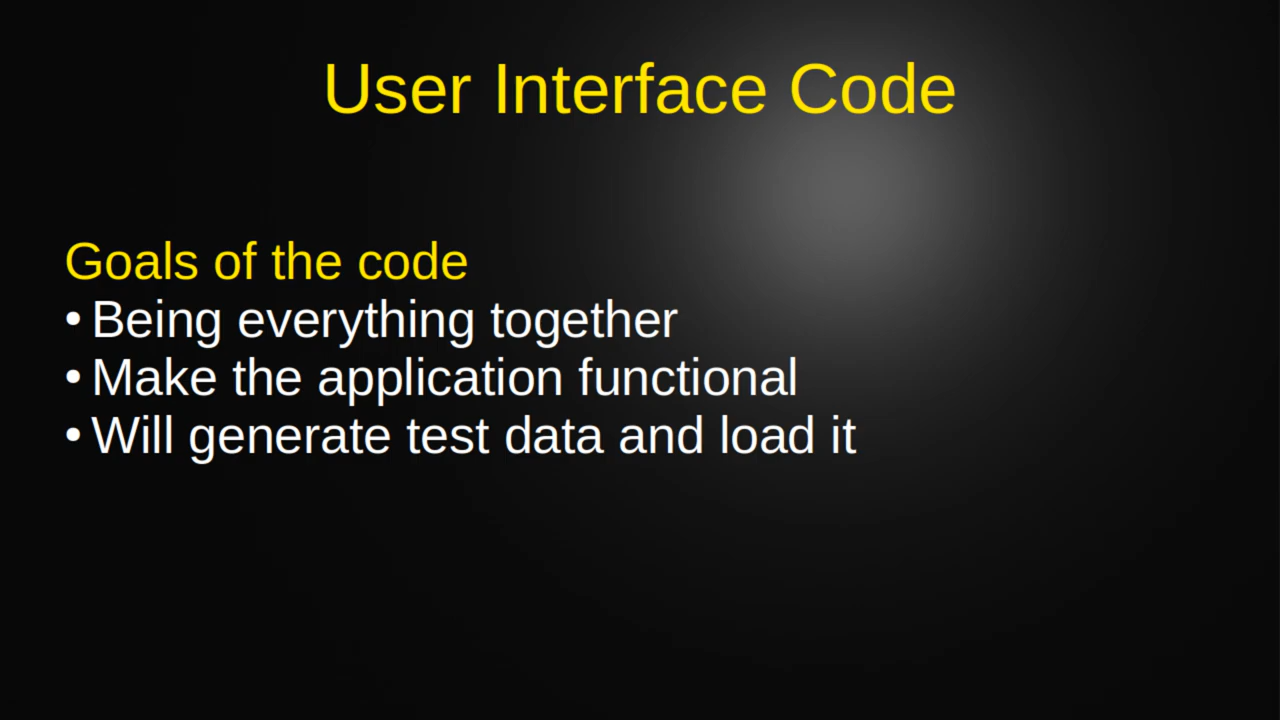 User Interface Code
Goals of the code
• Being everything together
• Make the application functional
• Will generate test data and load it